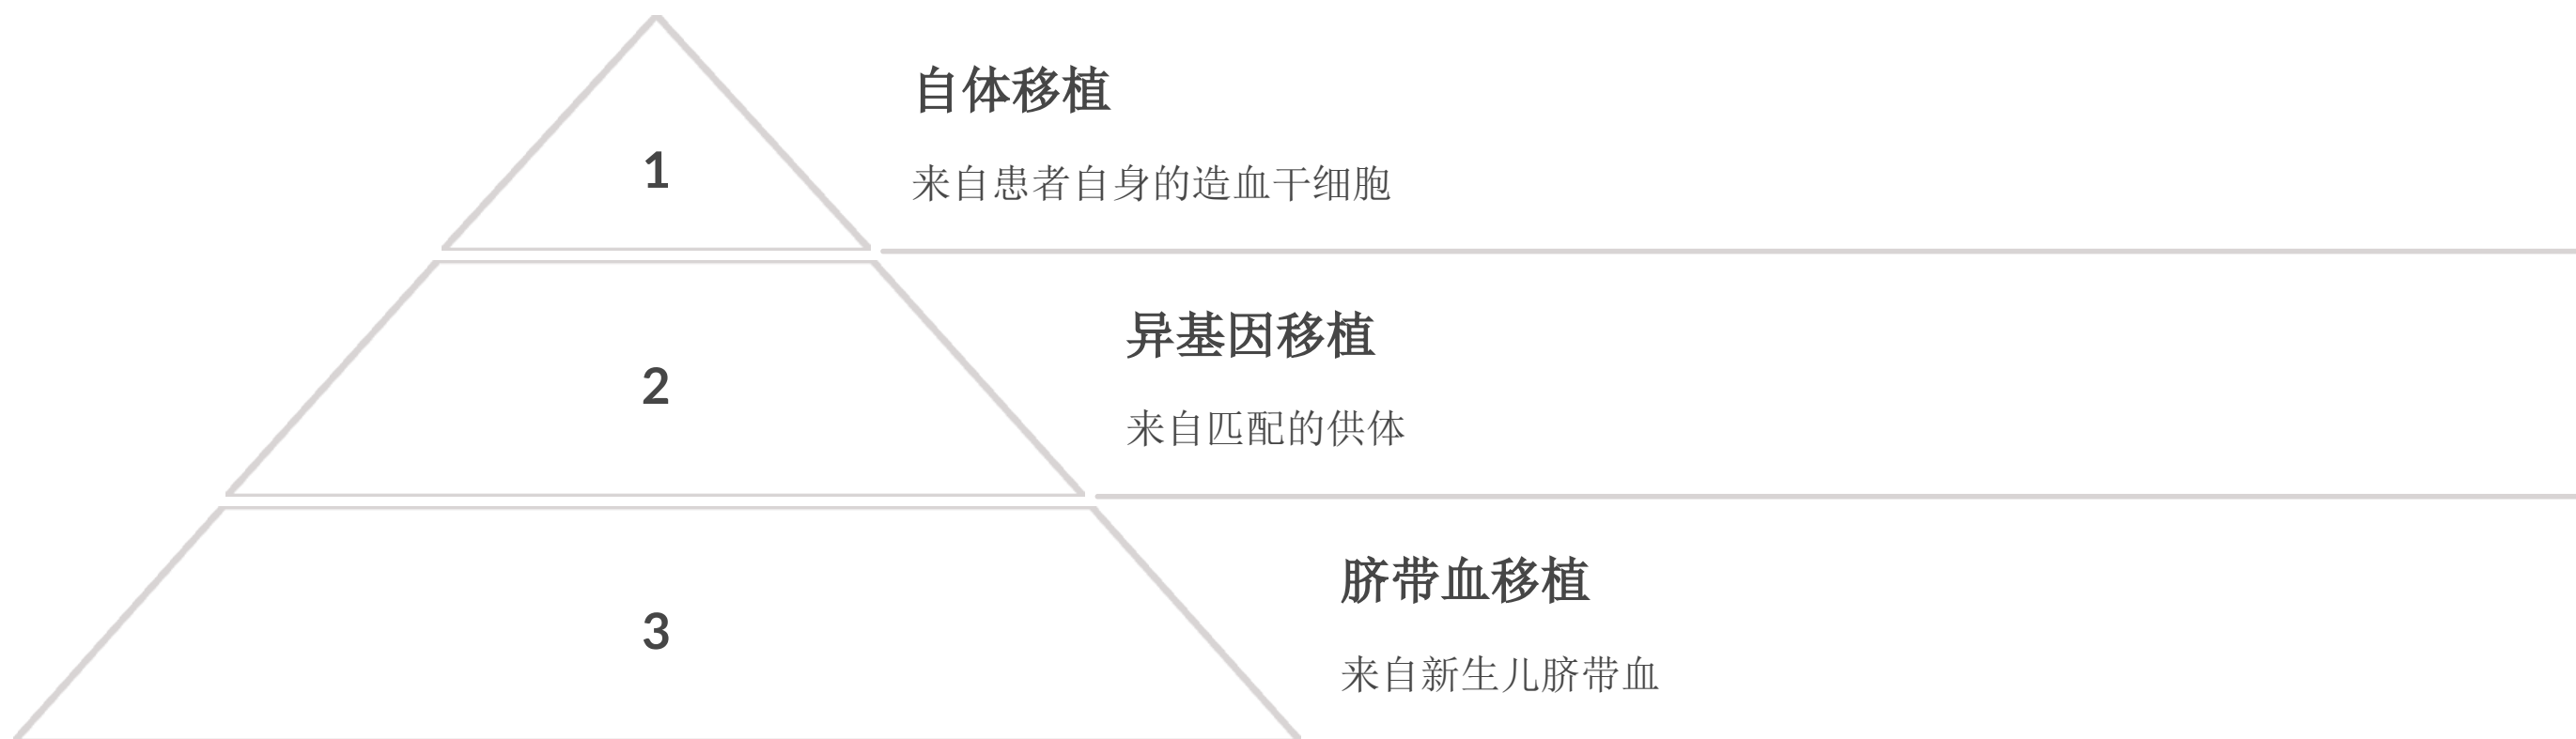 自体移植
1
来自患者自身的造血干细胞
异基因移植
2
来自匹配的供体
脐带血移植
3
来自新生儿脐带血